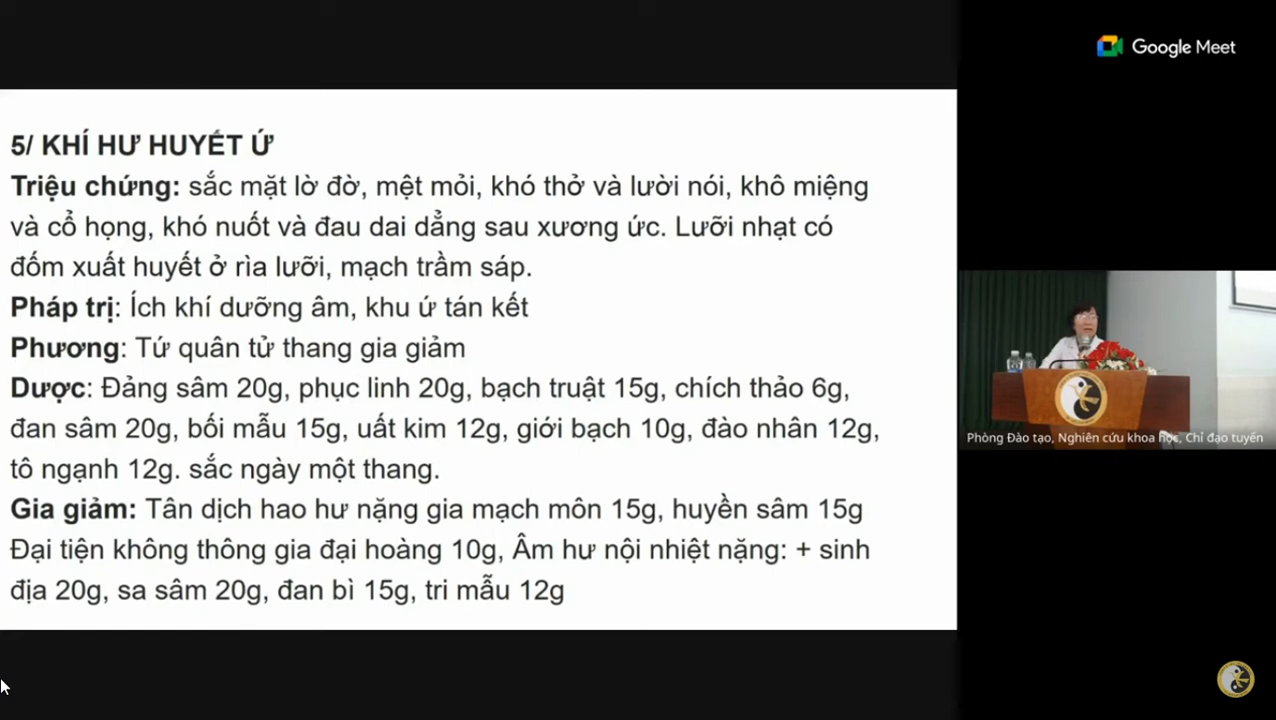 Google Meet
5/ KHÍ HƯ HUYẾT Ứ
Triệu chứng: sắc mặt lờ đờ, mệt mỏi, khó thở và lười nói, khô miệng
và cổ họng, khó nuốt và đau dai dẳng sau xương ức. Lưỡi nhạt có
đốm xuất huyết ở rìa lưỡi, mạch trầm sáp.
Pháp trị: Ích khí dưỡng âm, khu ứ tán kết
Phương: Tứ quân tử thang gia giảm
Dược: Đảng sâm 20g, phục linh 20g, bạch truật 15g, chích thảo 6g,
đan sâm 20g, bối mẫu 15g, uất kim 12g, giới bạch 10g, đào nhân 12g,
tô ngạnh 12g. sắc ngày một thang.
Gia giảm: Tân dịch hao hư nặng gia mạch môn 15g, huyền sâm 15g
Đại tiện không thông gia đại hoàng 10g, Âm hư nội nhiệt nặng: + sinh
địa 20g, sa sâm 20g, đan bì 15g, tri mẫu 12g
Phòng Đào tạo, Nghiên cứu khoa học, Chỉ đạo tuyến